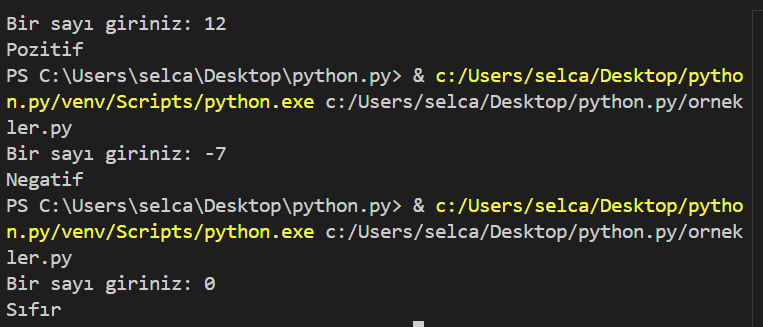 Bir sayı giriniz: 12
Pozitif
PS C:\Users\selca\Desktop\python.py> & c:/Users/selca/Desktop/pytho
n.py/venv/Scripts/python.exe c:/Users/selca/Desktop/python.py/ornek
ler.py
Bir sayı giriniz: -7
Negatif
PS C:\Users\selca\Desktop\python.py> & c:/Users/selca/Desktop/pytho
n.py/venv/Scripts/python.exe c:/Users/selca/Desktop/python.py/ornek
ler.py
Bir sayı giriniz: 0
Sıfır